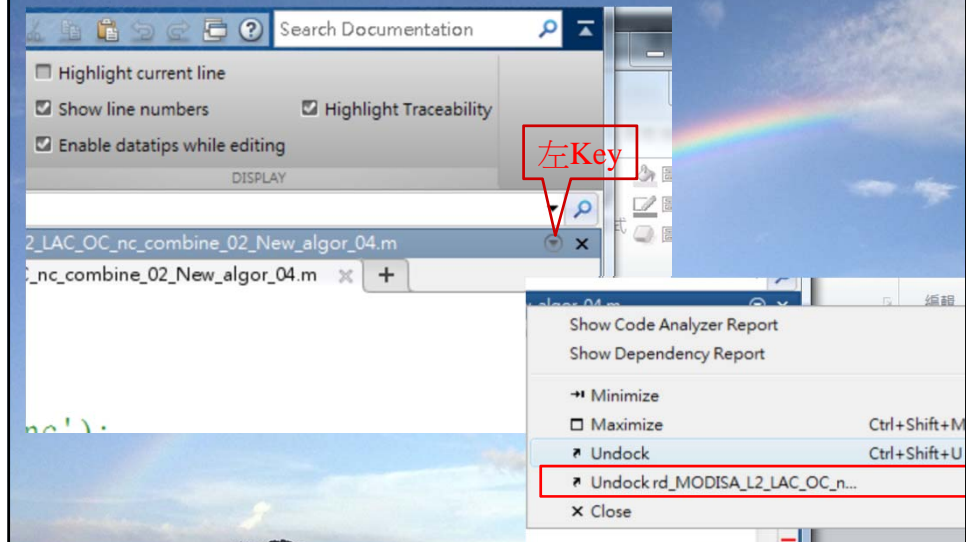 Search Documentation
Highlight current line
Show line numbers
Highlight Traceability
Enable datatips while editing
DISPLAY
左Key
式
2_LAC_OC_nc_combine_02_New_algor_04.m
_nc_combine_02_New_algor_04.m
編輯
Show Code Analyzer Report
Show Dependency Report
Minimize
Maximize Ctrl+Shift+M
Undock Ctrl+Shift+U
Undock rd_MODISA_L2_LAC_OC_n...
Close